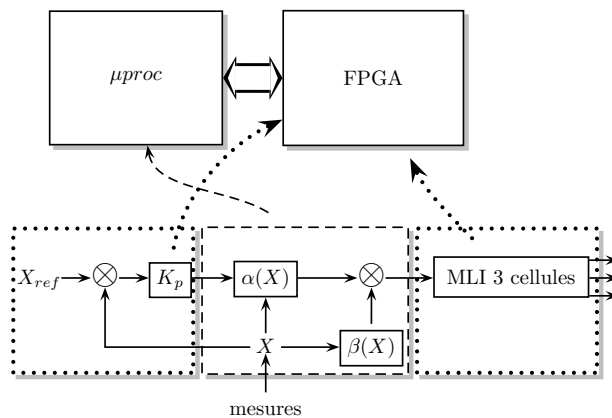 μproc
FPGA
X_ref
K_p
α(X)
MLI 3 cellules
X
β(X)
mesures